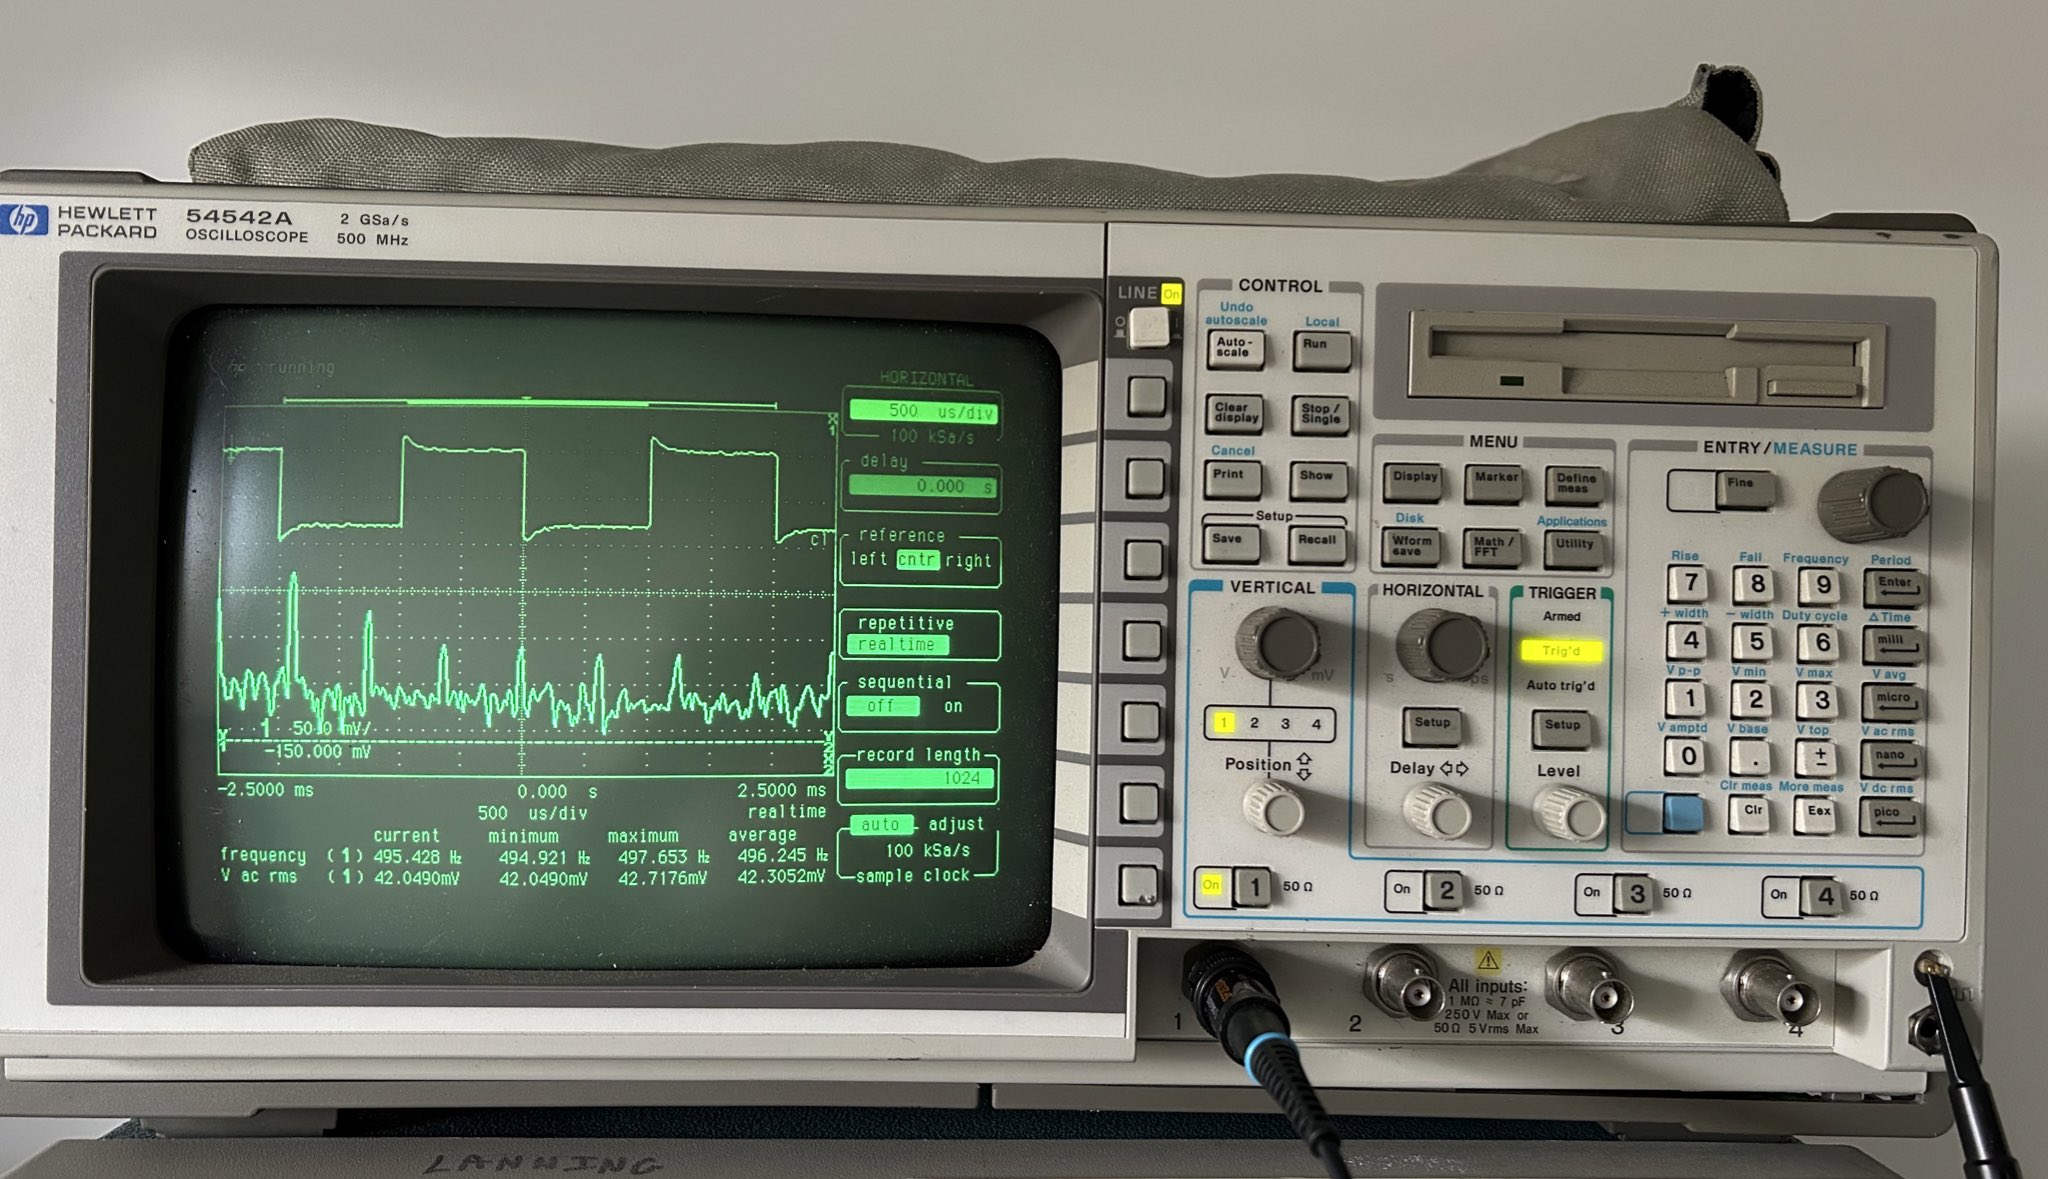 hp HEWLETT PACKARD
54542A
OSCILLOSCOPE
2 GSa/s
500 MHz
hp running
HORIZONTAL
500 us/div
100 kSa/s
delay
0.000 s
reference
left cntr right
repetitive
realtime
sequential
off on
record length
1024
auto adjust
100 kSa/s
sample clock
c1
1 50.0 mV/
-150.000 mV
-2.5000 ms 0.000 s 2.5000 ms
500 us/div realtime
current minimum maximum average
frequency (1) 495.428 Hz 494.921 Hz 497.653 Hz 496.245 Hz
V ac rms (1) 42.0490mV 42.0490mV 42.7176mV 42.3052mV
LINE On
CONTROL
Undo autoscale
Local
Auto-scale
Run
Clear display
Stop / Single
Cancel
Print
Show
Setup
Save
Recall
MENU
Display
Marker
Define meas
Disk
Applications
Wform save
Math / FFT
Utility
ENTRY/MEASURE
Fine
Rise Fall Frequency Period
7 8 9 Enter
+ width - width Duty cycle Δ Time
4 5 6 milli
V p-p V min V max V avg
1 2 3 micro
V amptd V base V top V ac rms
0 . ± nano
Clr meas More meas V dc rms
Clr Eex pico
VERTICAL
V mV
1 2 3 4
Position
HORIZONTAL
s ps
Setup
Delay
TRIGGER
Armed
Trig'd
Auto trig'd
Setup
Level
On 1 50 Ω
On 2 50 Ω
On 3 50 Ω
On 4 50 Ω
1 2 3 4
All inputs:
1 MΩ ≈ 7 pF
250 V Max or
50 Ω 5 Vrms Max
LANNING